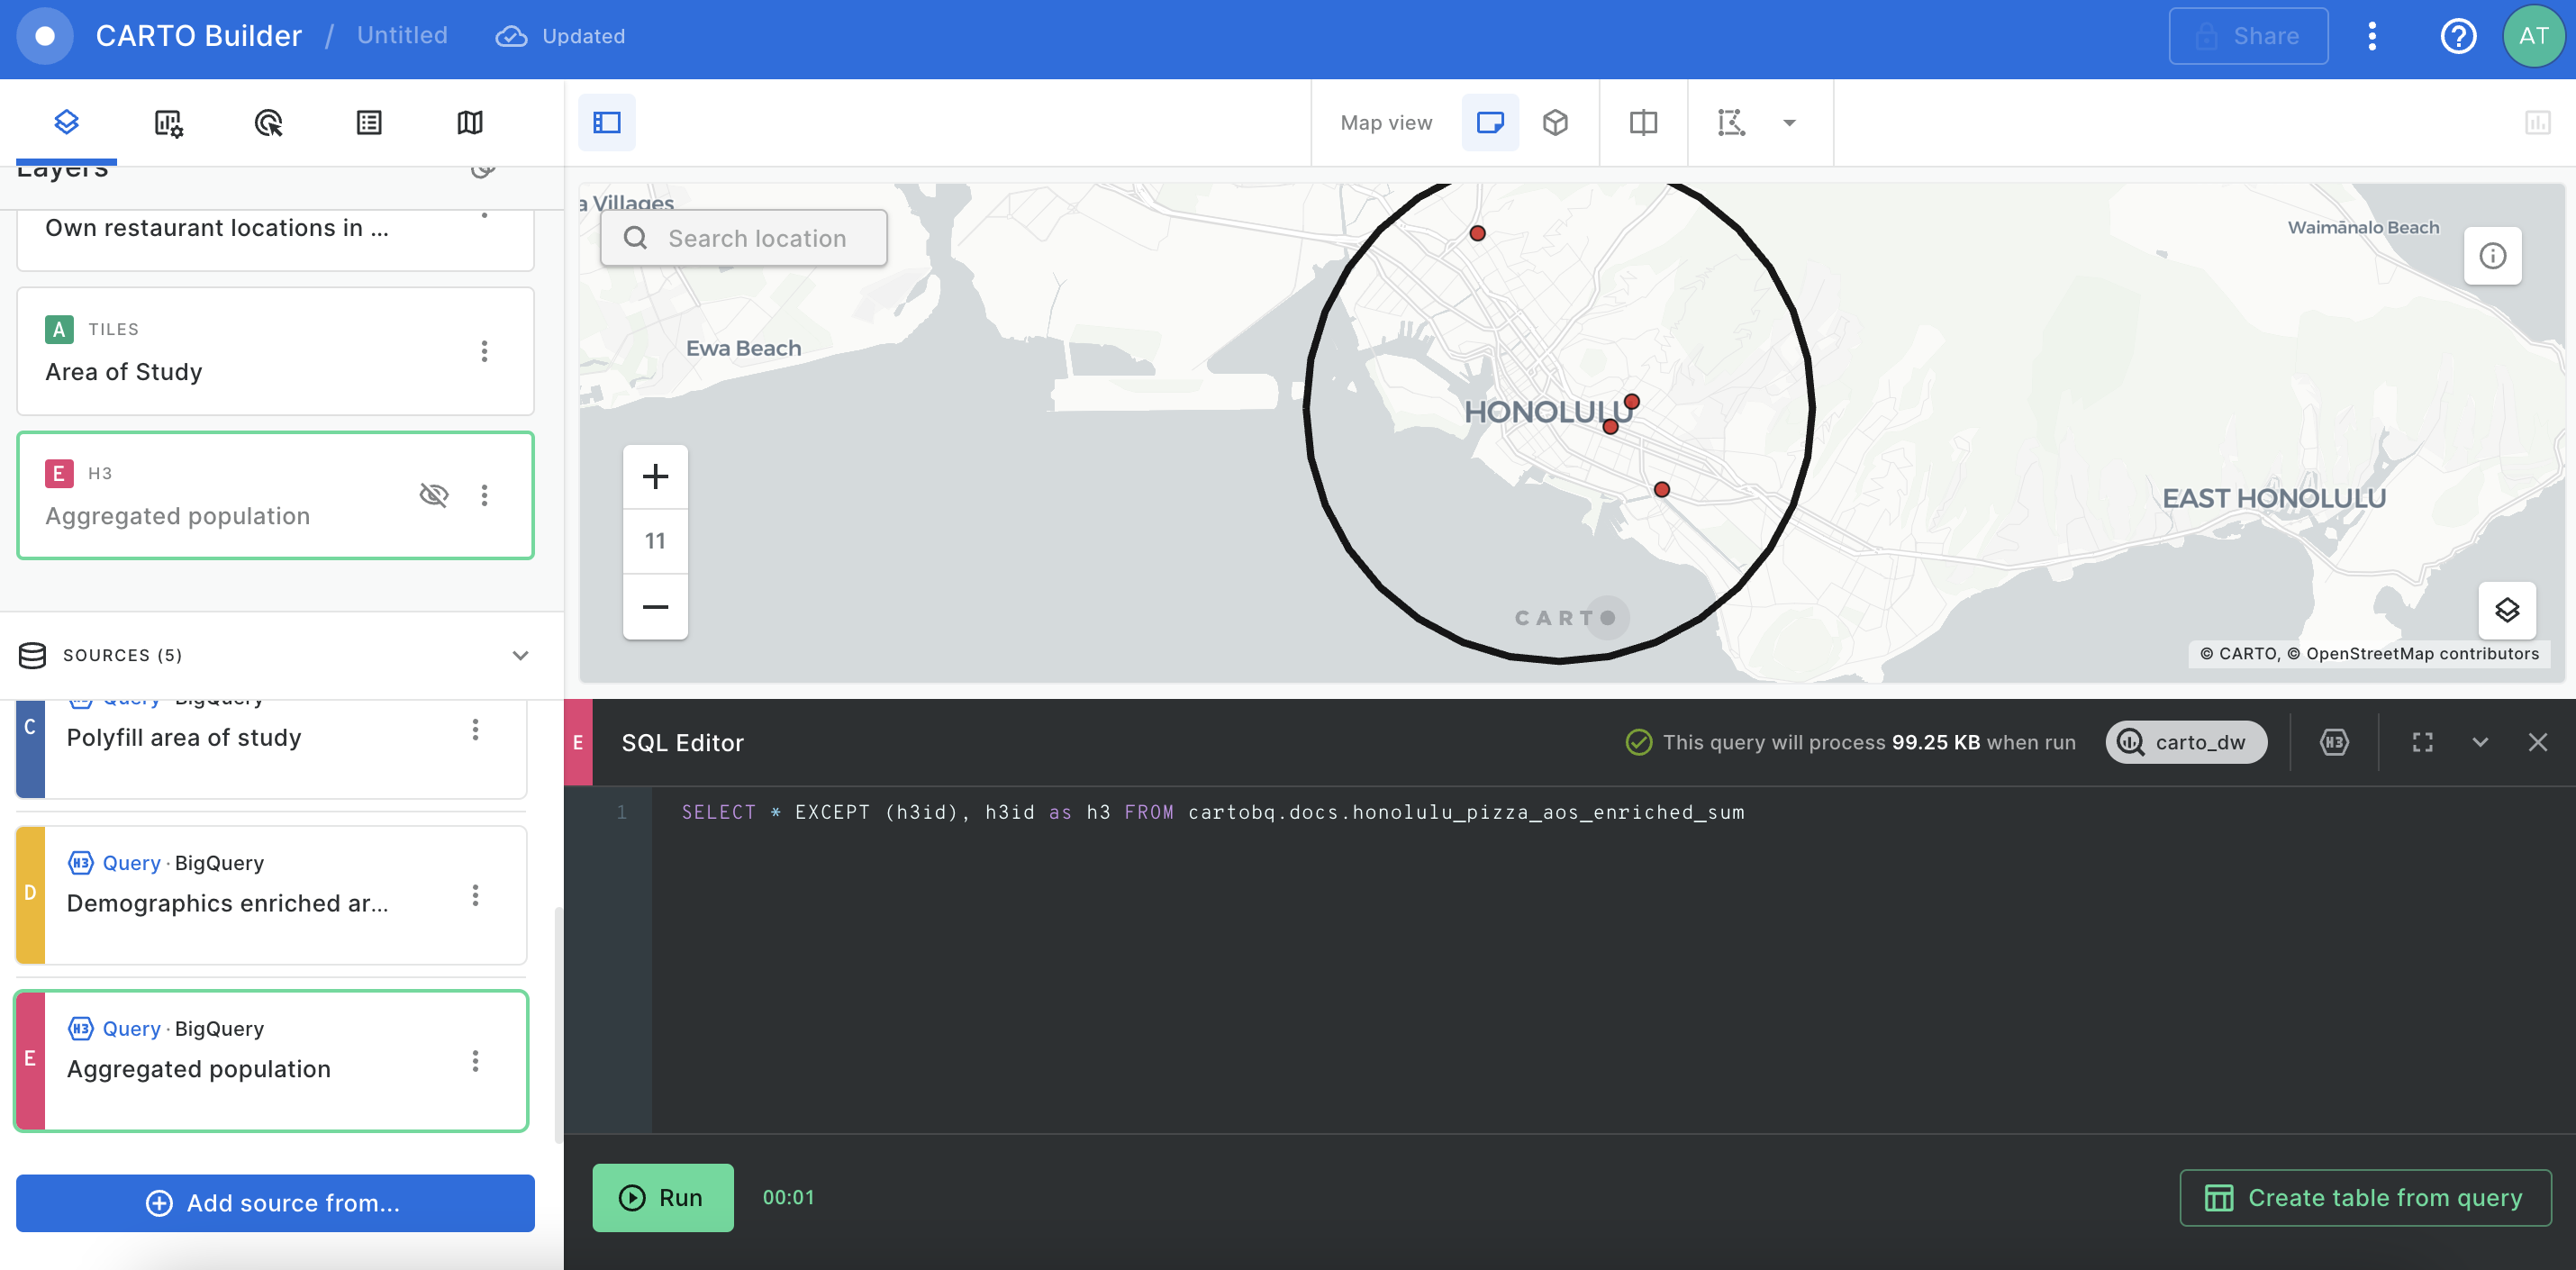 CARTO Builder / Untitled Updated
Share
AT
Map view
Layers
Own restaurant locations in ...
A TILES
Area of Study
E H3
Aggregated population
SOURCES (5)
C Query · BigQuery
Polyfill area of study
D H3 Query · BigQuery
Demographics enriched ar...
E H3 Query · BigQuery
Aggregated population
Add source from...
a Villages
Search location
Waimānalo Beach
Ewa Beach
HONOLULU
EAST HONOLULU
11
CARTO
© CARTO, © OpenStreetMap contributors
E SQL Editor
This query will process 99.25 KB when run
carto_dw
H3
1 SELECT * EXCEPT (h3id), h3id as h3 FROM cartobq.docs.honolulu_pizza_aos_enriched_sum
Run 00:01
Create table from query